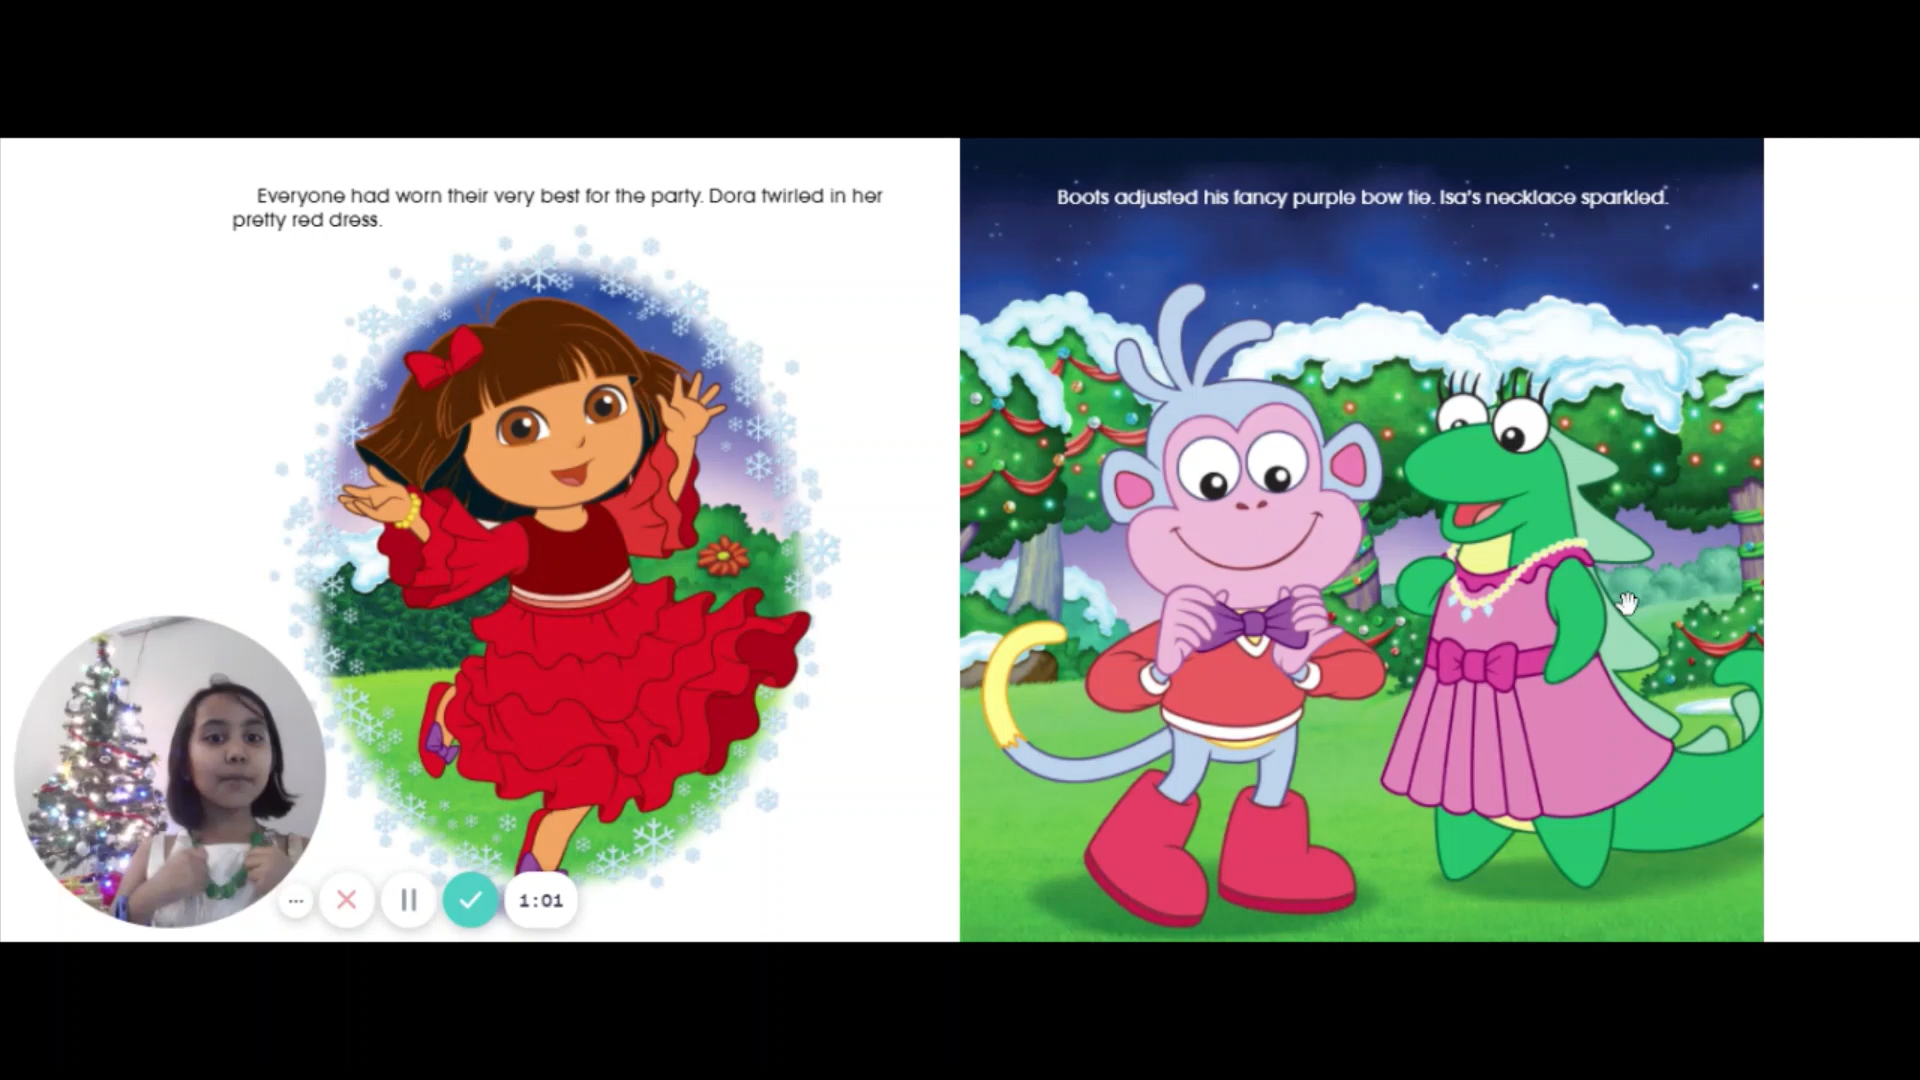 Everyone had worn their very best for the party. Dora twirled in her
pretty red dress.
Boots adjusted his fancy purple bow tie. Isa's necklace sparkled.
1:01